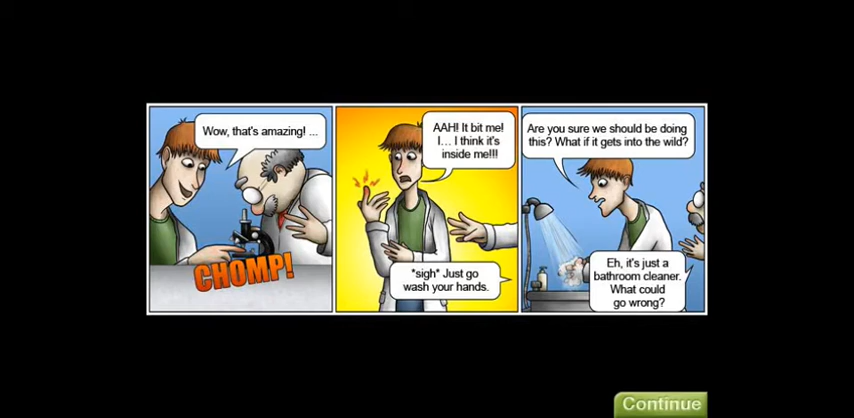 Wow, that's amazing! ...
CHOMP!
AAH! It bit me!
I... I think it's
inside me!!!
*sigh* Just go
wash your hands.
Are you sure we should be doing
this? What if it gets into the wild?
Eh, it's just a
bathroom cleaner.
What could
go wrong?
Continue